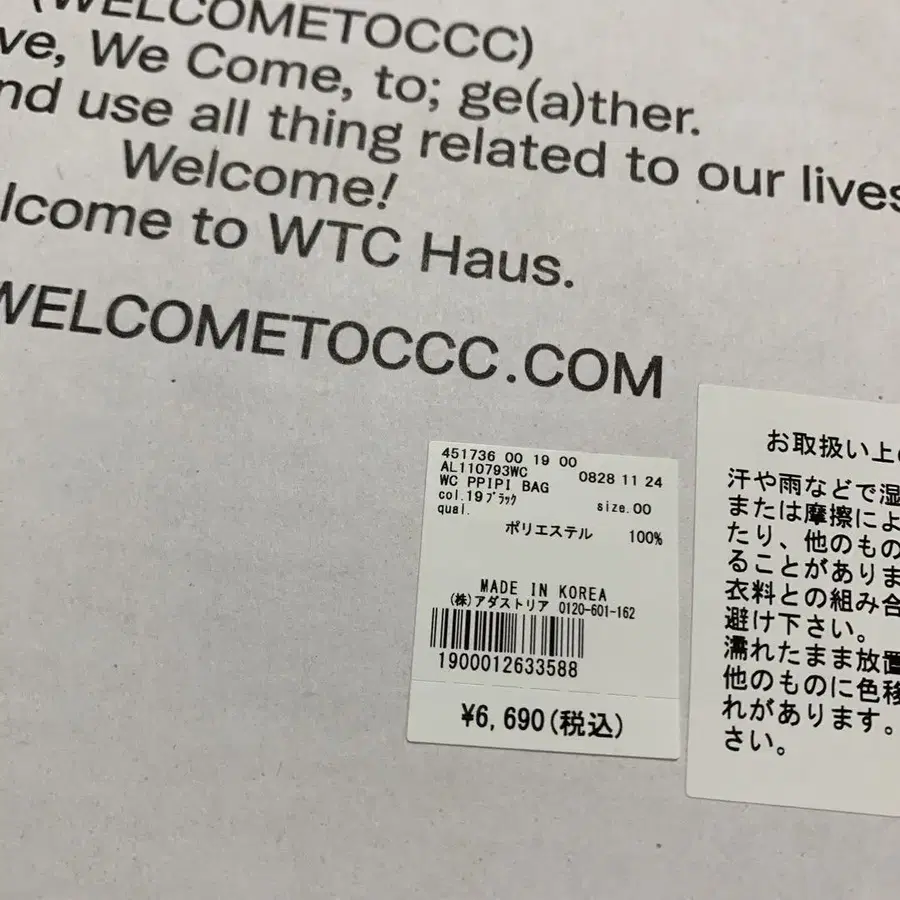 (WELCOMETOCCC)
ve, We Come, to; ge(a)ther.
nd use all thing related to our lives
Welcome!
lcome to WTC Haus.
WELCOMETOCCC.COM
451736 00 19 00
AL110793WC 0828 11 24
WC PPIPI BAG
col.19ﾌﾞﾗｯｸ size.00
qual.
ポリエステル 100%
MADE IN KOREA
(株)アダストリア 0120-601-162
1900012633588
¥6,690(税込)
お取扱い上の
汗や雨などで湿
または摩擦によ
たり、他のもの
ることがありま
衣料との組み合
避け下さい。
濡れたまま放置
他のものに色移
れがあります。
さい。